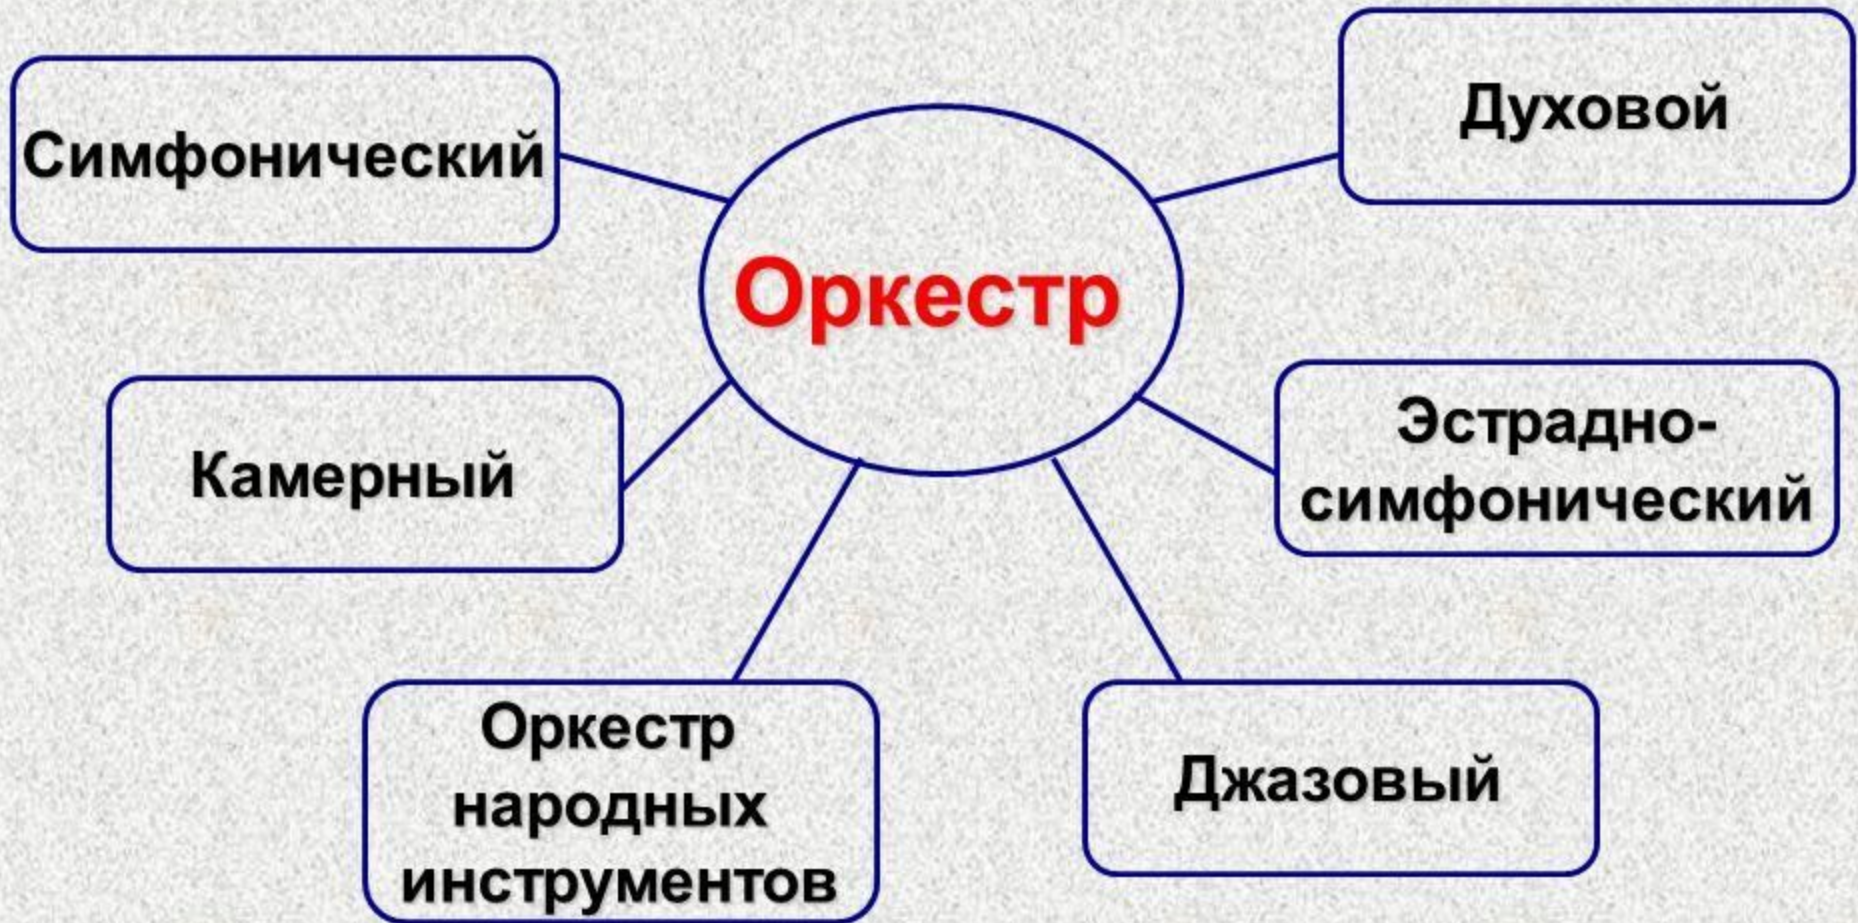 Духовой
Симфонический
Оркестр
Эстрадно-
симфонический
Камерный
Оркестр
народных
инструментов
Джазовый